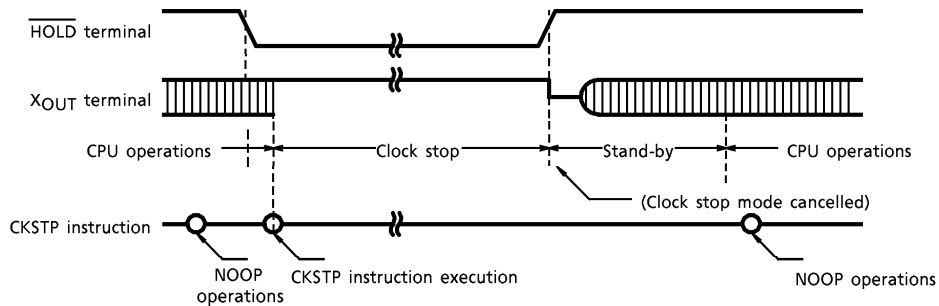 HOLD terminal
XOUT terminal
CPU operations
Clock stop
Stand-by
CPU operations
(Clock stop mode cancelled)
CKSTP instruction
NOOP
operations
CKSTP instruction execution
NOOP operations